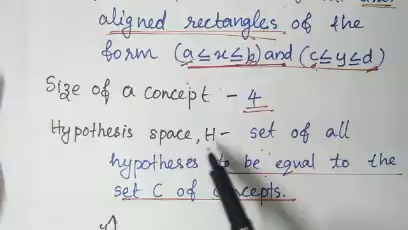 aligned rectangles of the
form (a≤x≤b) and (c≤y≤d)
Size of a concept - 4
Hypothesis space, H- set of all
hypotheses to be equal to the
set C of concepts.
y